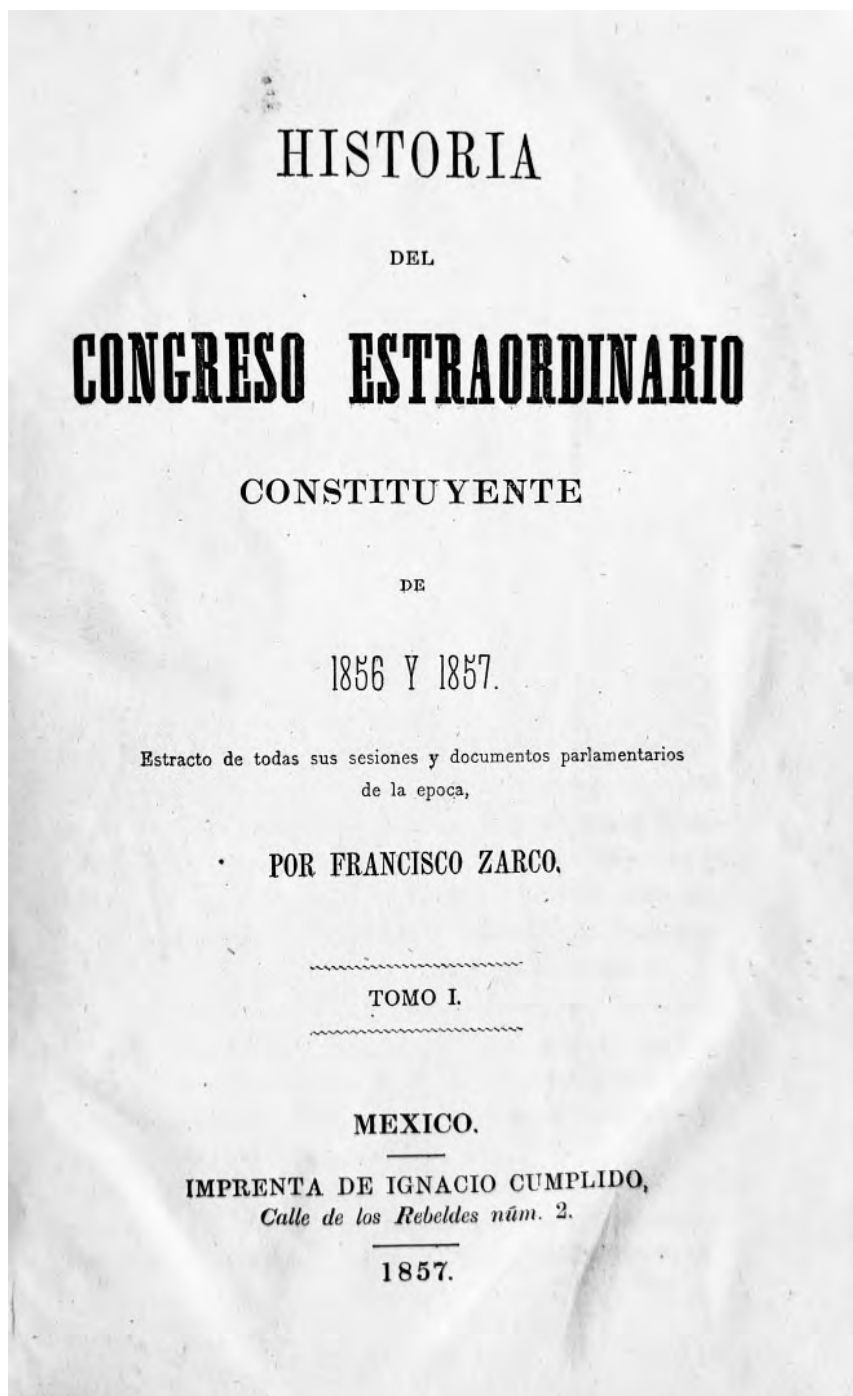 HISTORIA
DEL
CONGRESO ESTRAORDINARIO
CONSTITUYENTE
DE
1856 Y 1857.
Estracto de todas sus sesiones y documentos parlamentarios
de la epoca,
POR FRANCISCO ZARCO.
TOMO I.
MEXICO.
IMPRENTA DE IGNACIO CUMPLIDO,
Calle de los Rebeldes núm. 2.
1857.